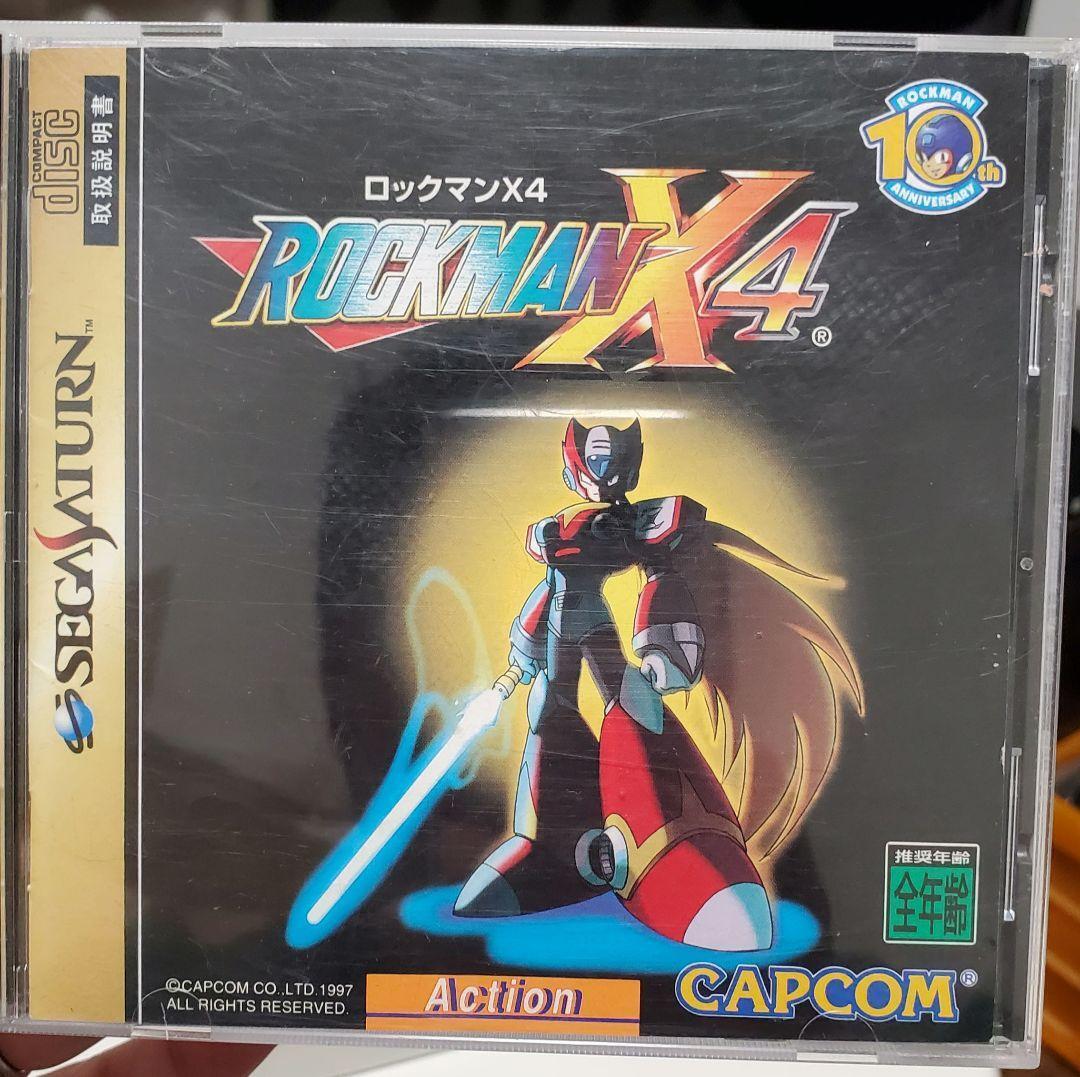 COMPACT
disc
取扱説明書
SEGA SATURN™
ROCKMAN
10th
ANNIVERSARY
ロックマンX4
ROCKMAN X4®
推奨年齢
全年齢
©CAPCOM CO.,LTD.1997
ALL RIGHTS RESERVED.
Action
CAPCOM®